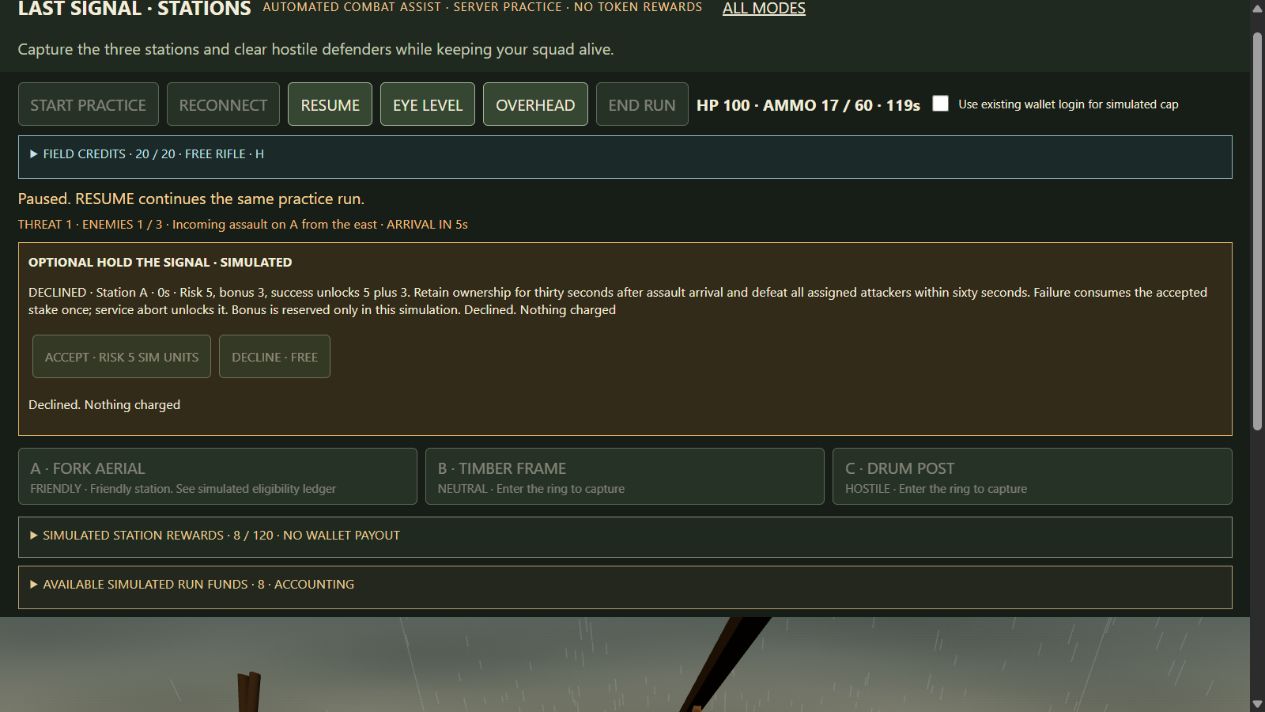 LAST SIGNAL · STATIONS AUTOMATED COMBAT ASSIST · SERVER PRACTICE · NO TOKEN REWARDS ALL MODES
Capture the three stations and clear hostile defenders while keeping your squad alive.
START PRACTICE RECONNECT RESUME EYE LEVEL OVERHEAD END RUN HP 100 · AMMO 17 / 60 · 119s Use existing wallet login for simulated cap
▶ FIELD CREDITS · 20 / 20 · FREE RIFLE · H
Paused. RESUME continues the same practice run.
THREAT 1 · ENEMIES 1 / 3 · Incoming assault on A from the east · ARRIVAL IN 5s
OPTIONAL HOLD THE SIGNAL · SIMULATED
DECLINED · Station A · 0s · Risk 5, bonus 3, success unlocks 5 plus 3. Retain ownership for thirty seconds after assault arrival and defeat all assigned attackers within sixty seconds. Failure consumes the accepted
stake once; service abort unlocks it. Bonus is reserved only in this simulation. Declined. Nothing charged
ACCEPT · RISK 5 SIM UNITS DECLINE · FREE
Declined. Nothing charged
A · FORK AERIAL B · TIMBER FRAME C · DRUM POST
FRIENDLY · Friendly station. See simulated eligibility ledger NEUTRAL · Enter the ring to capture HOSTILE · Enter the ring to capture
▶ SIMULATED STATION REWARDS · 8 / 120 · NO WALLET PAYOUT
▶ AVAILABLE SIMULATED RUN FUNDS · 8 · ACCOUNTING